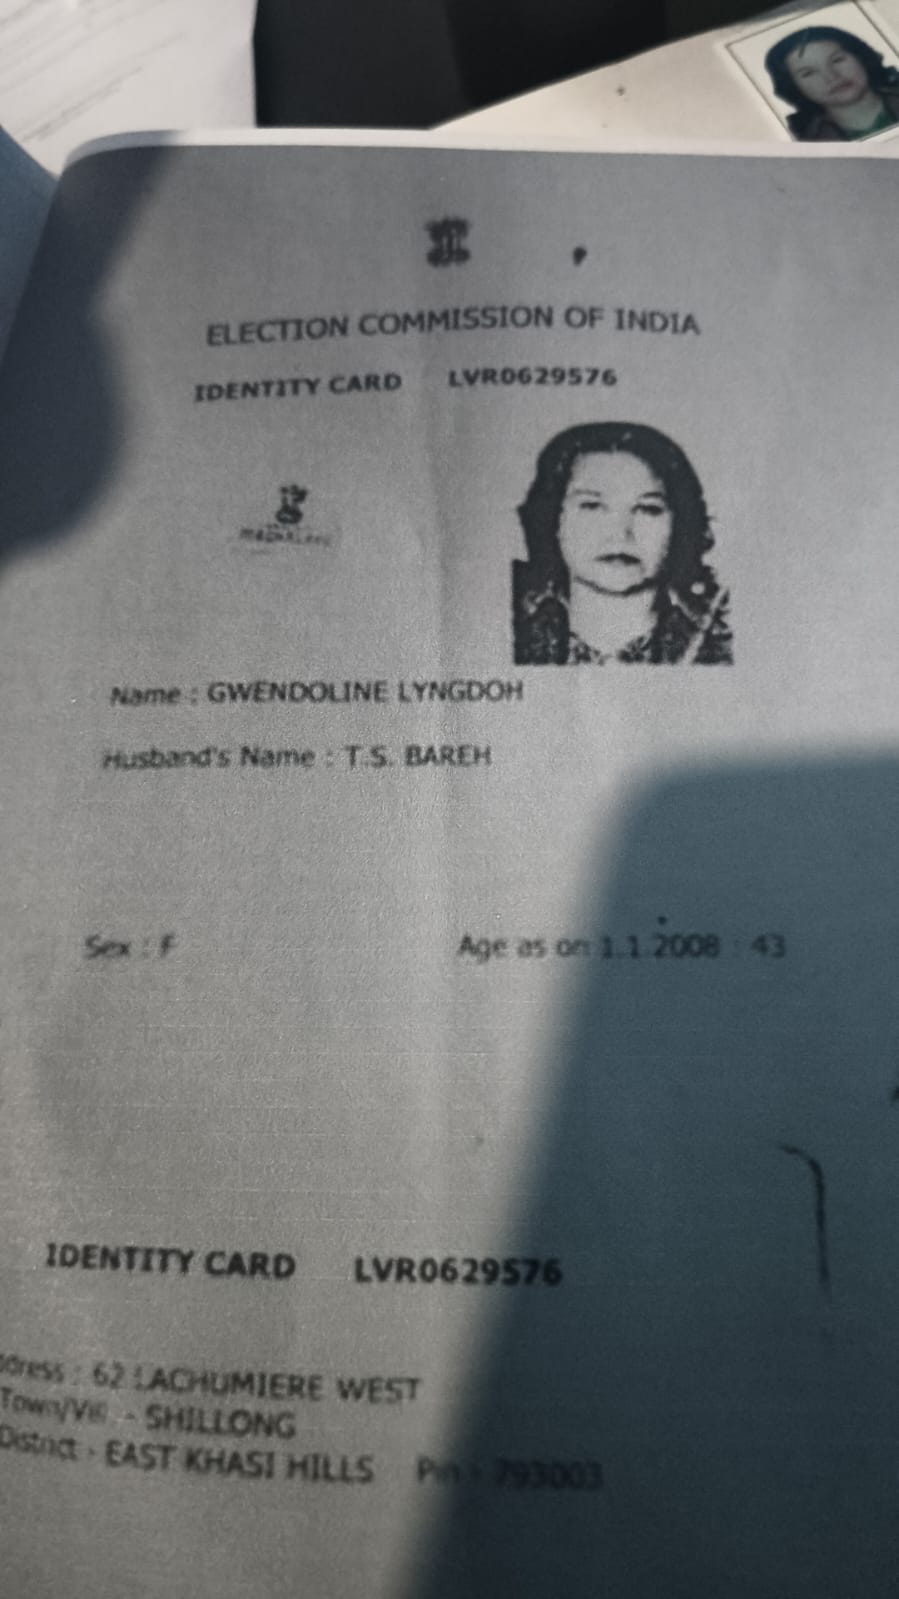 ELECTION COMMISSION OF INDIA
IDENTITY CARD LVR0629576
Name : GWENDOLINE LYNGDOH
Husband's Name : T.S. BAREH
Sex : F Age as on 1.1.2008 : 43
IDENTITY CARD LVR0629576
dress : 62 LACHUMIERE WEST
Town/Vill - SHILLONG
District - EAST KHASI HILLS Pin : 793003